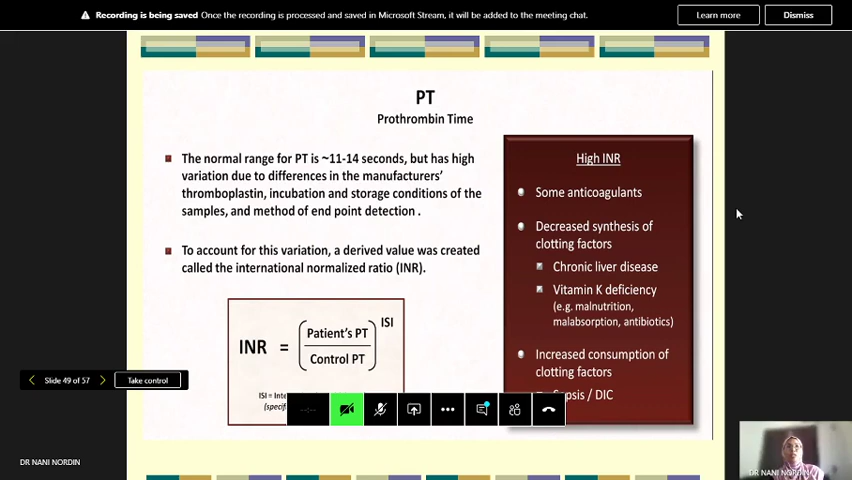 Recording is being saved Once the recording is processed and saved in Microsoft Stream, it will be added to the meeting chat.
Learn more
Dismiss
PT
Prothrombin Time
The normal range for PT is ~11-14 seconds, but has high
variation due to differences in the manufacturers'
thromboplastin, incubation and storage conditions of the
samples, and method of end point detection .
To account for this variation, a derived value was created
called the international normalized ratio (INR).
INR = (Patient's PT
Control PT) ISI
ISI = Inte
(specif
High INR
Some anticoagulants
Decreased synthesis of
clotting factors
Chronic liver disease
Vitamin K deficiency
(e.g. malnutrition,
malabsorption, antibiotics)
Increased consumption of
clotting factors
Sepsis / DIC
Slide 49 of 57
Take control
DR NANI NORDIN
DR NANI NORDIN